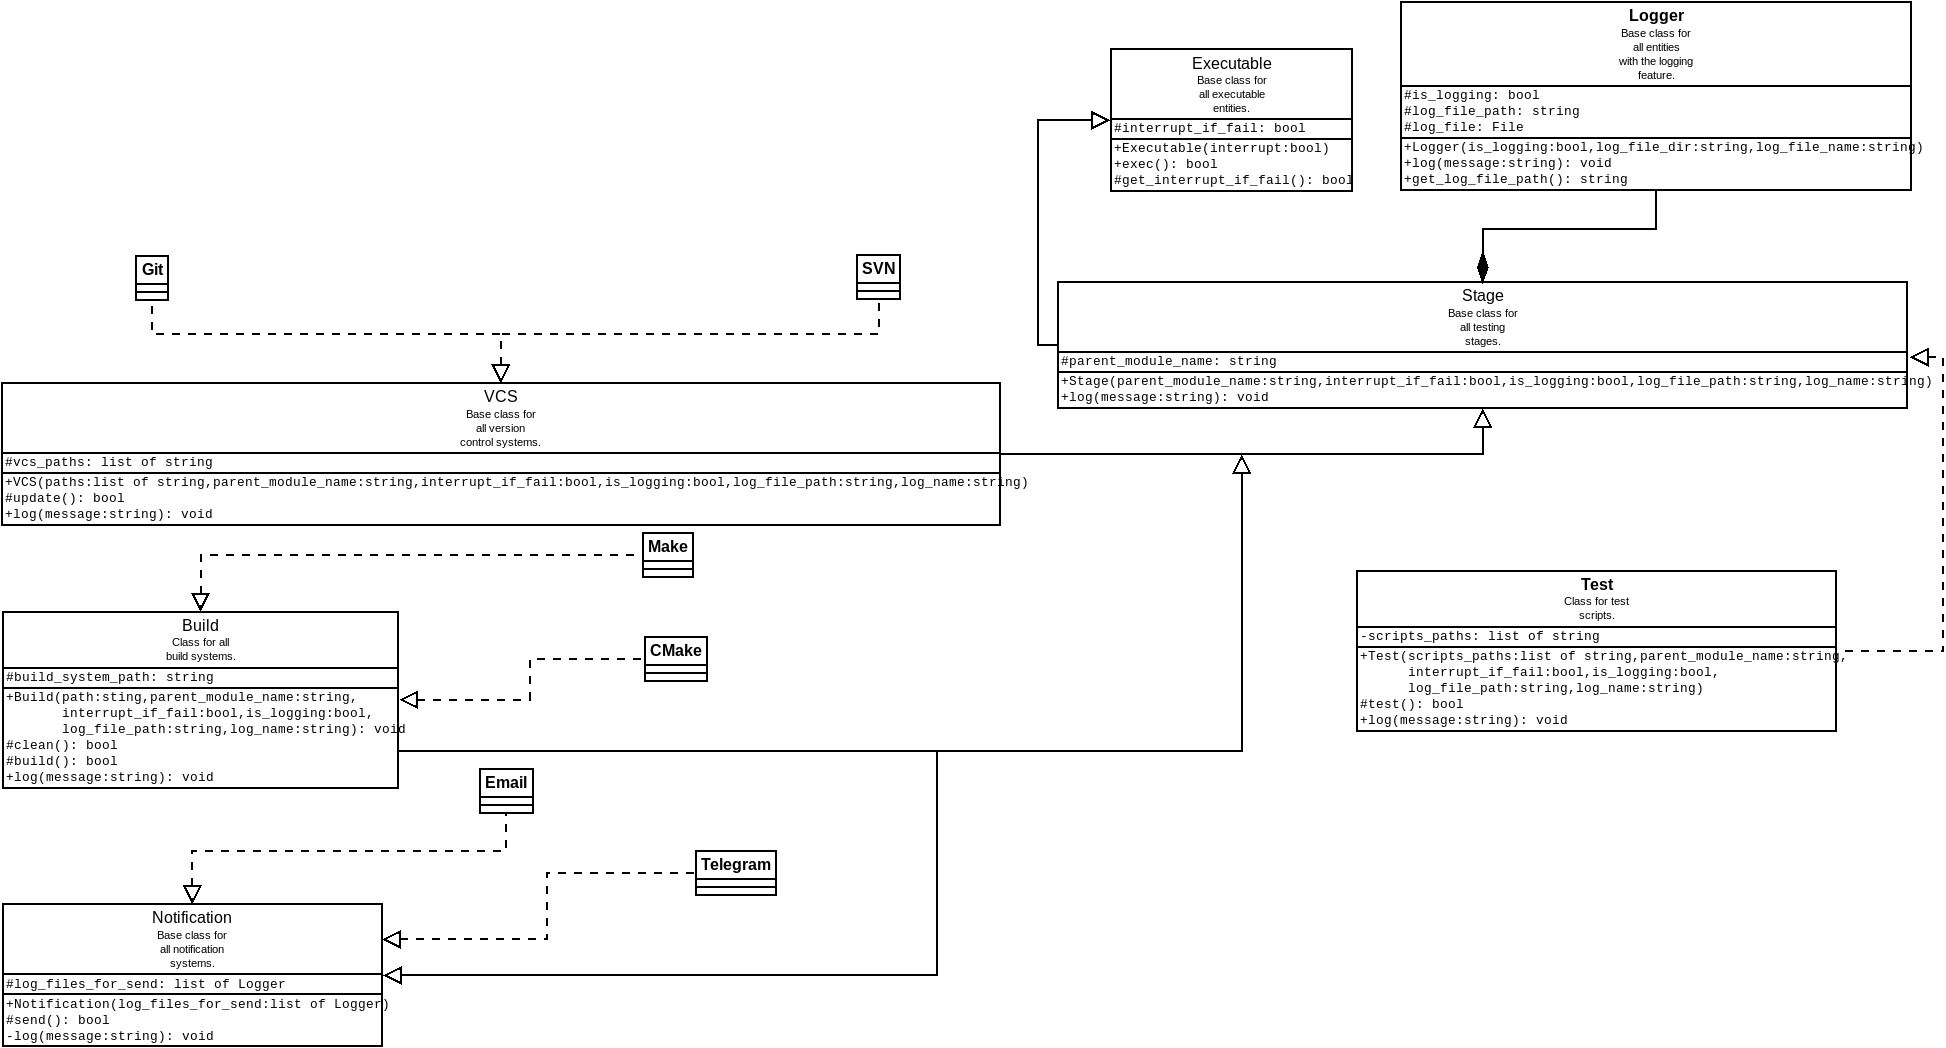 Logger
Base class for
all entities
with the logging
feature.
#is_logging: bool
#log_file_path: string
#log_file: File
+Logger(is_logging:bool,log_file_dir:string,log_file_name:string)
+log(message:string): void
+get_log_file_path(): string
Executable
Base class for
all executable
entities.
#interrupt_if_fail: bool
+Executable(interrupt:bool)
+exec(): bool
#get_interrupt_if_fail(): bool
Git
SVN
Stage
Base class for
all testing
stages.
#parent_module_name: string
+Stage(parent_module_name:string,interrupt_if_fail:bool,is_logging:bool,log_file_path:string,log_name:string)
+log(message:string): void
VCS
Base class for
all version
control systems.
#vcs_paths: list of string
+VCS(paths:list of string,parent_module_name:string,interrupt_if_fail:bool,is_logging:bool,log_file_path:string,log_name:string)
#update(): bool
+log(message:string): void
Make
Test
Class for test
scripts.
-scripts_paths: list of string
+Test(scripts_paths:list of string,parent_module_name:string,
interrupt_if_fail:bool,is_logging:bool,
log_file_path:string,log_name:string)
#test(): bool
+log(message:string): void
Build
Class for all
build systems.
#build_system_path: string
+Build(path:sting,parent_module_name:string,
interrupt_if_fail:bool,is_logging:bool,
log_file_path:string,log_name:string): void
#clean(): bool
#build(): bool
+log(message:string): void
CMake
Email
Telegram
Notification
Base class for
all notification
systems.
#log_files_for_send: list of Logger
+Notification(log_files_for_send:list of Logger)
#send(): bool
-log(message:string): void